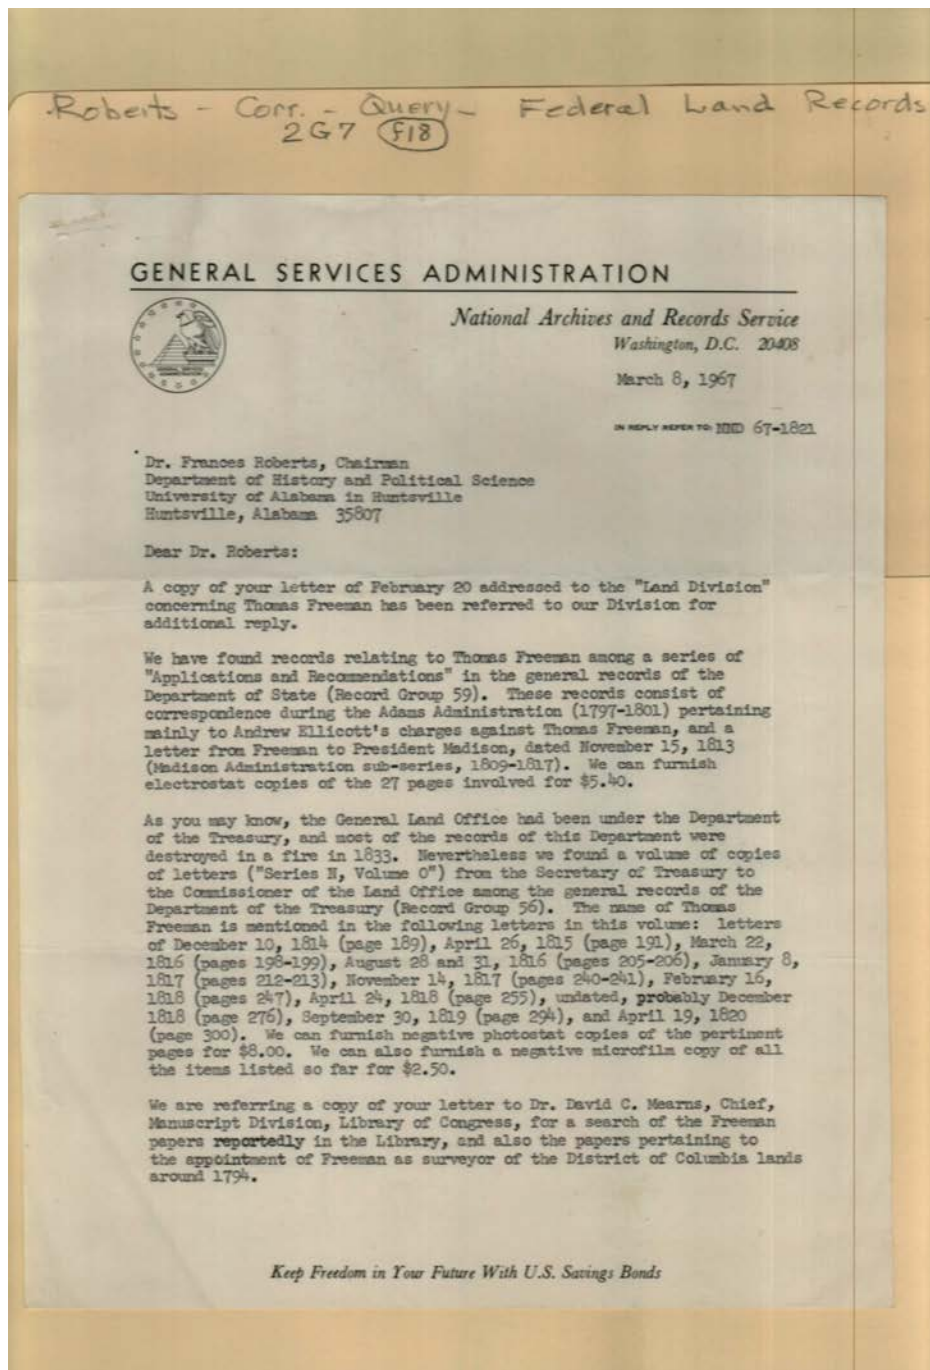 Roberts - Corr. - Query - Federal Land Records
2G7 f18
GENERAL SERVICES ADMINISTRATION
National Archives and Records Service
Washington, D.C. 20408
March 8, 1967
IN REPLY REFER TO: NND 67-1821
Dr. Frances Roberts, Chairman
Department of History and Political Science
University of Alabama in Huntsville
Huntsville, Alabama 35807
Dear Dr. Roberts:
A copy of your letter of February 20 addressed to the "Land Division"
concerning Thomas Freeman has been referred to our Division for
additional reply.
We have found records relating to Thomas Freeman among a series of
"Applications and Recommendations" in the general records of the
Department of State (Record Group 59). These records consist of
correspondence during the Adams Administration (1797-1801) pertaining
mainly to Andrew Ellicott's charges against Thomas Freeman, and a
letter from Freeman to President Madison, dated November 15, 1813
(Madison Administration sub-series, 1809-1817). We can furnish
electrostat copies of the 27 pages involved for $5.40.
As you may know, the General Land Office had been under the Department
of the Treasury, and most of the records of this Department were
destroyed in a fire in 1833. Nevertheless we found a volume of copies
of letters ("Series N, Volume O") from the Secretary of Treasury to
the Commissioner of the Land Office among the general records of the
Department of the Treasury (Record Group 56). The name of Thomas
Freeman is mentioned in the following letters in this volume: letters
of December 10, 1814 (page 189), April 26, 1815 (page 191), March 22,
1816 (pages 198-199), August 28 and 31, 1816 (pages 205-206), January 8,
1817 (pages 212-213), November 14, 1817 (pages 240-241), February 16,
1818 (pages 247), April 24, 1818 (page 255), undated, probably December
1818 (page 276), September 30, 1819 (page 294), and April 19, 1820
(page 300). We can furnish negative photostat copies of the pertinent
pages for $8.00. We can also furnish a negative microfilm copy of all
the items listed so far for $2.50.
We are referring a copy of your letter to Dr. David C. Mearns, Chief,
Manuscript Division, Library of Congress, for a search of the Freeman
papers reportedly in the Library, and also the papers pertaining to
the appointment of Freeman as surveyor of the District of Columbia lands
around 1794.
Keep Freedom in Your Future With U.S. Savings Bonds